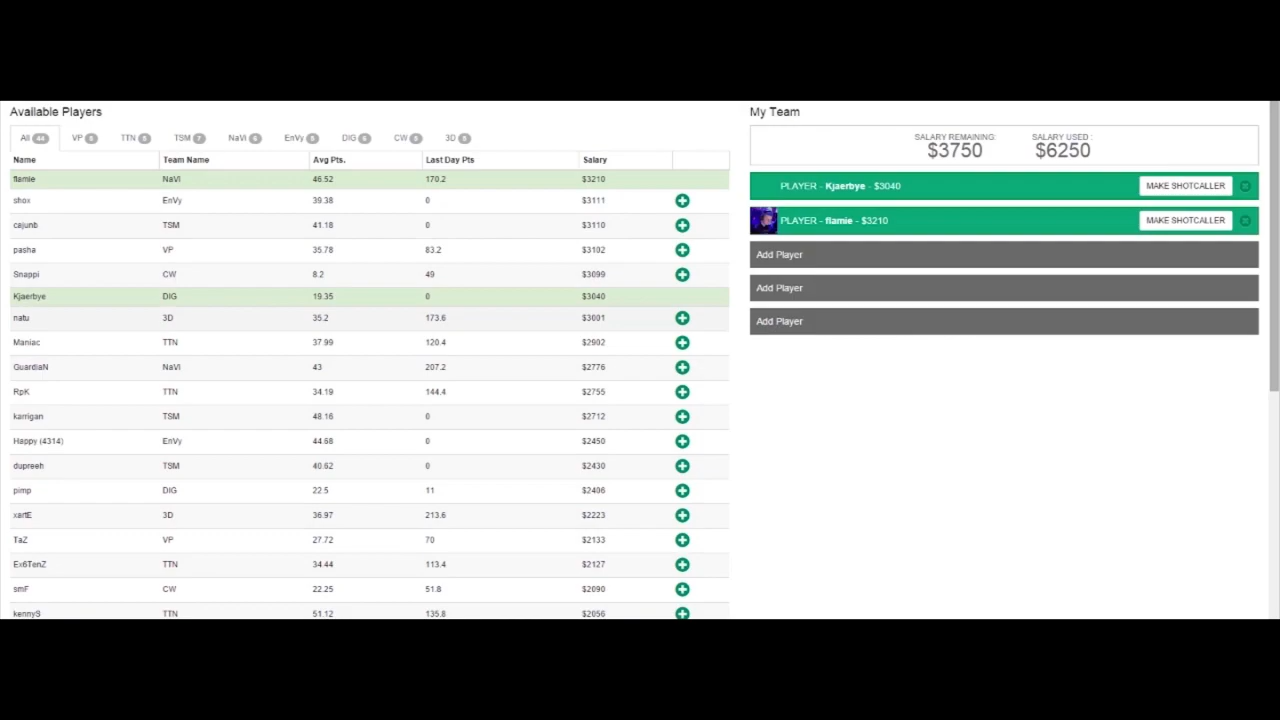 Available Players
All 44 VP 5 TTN 5 TSM 7 NaVi 6 EnVy 5 DIG 6 CW 5 3D 5
Name Team Name Avg Pts. Last Day Pts Salary
flamie NaVi 46.52 170.2 $3210
shox EnVy 39.38 0 $3111
cajunb TSM 41.18 0 $3110
pasha VP 35.78 83.2 $3102
Snappi CW 8.2 49 $3099
Kjaerbye DIG 19.35 0 $3040
natu 3D 35.2 173.6 $3001
Maniac TTN 37.99 120.4 $2902
GuardiaN NaVi 43 207.2 $2776
RpK TTN 34.19 144.4 $2755
karrigan TSM 48.16 0 $2712
Happy (4314) EnVy 44.68 0 $2450
dupreeh TSM 40.62 0 $2430
pimp DIG 22.5 11 $2406
xartE 3D 36.97 213.6 $2223
TaZ VP 27.72 70 $2133
Ex6TenZ TTN 34.44 113.4 $2127
smF CW 22.25 51.8 $2090
kennyS TTN 51.12 135.8 $2056
My Team
SALARY REMAINING: SALARY USED :
$3750 $6250
PLAYER - Kjaerbye - $3040 MAKE SHOTCALLER
PLAYER - flamie - $3210 MAKE SHOTCALLER
Add Player
Add Player
Add Player